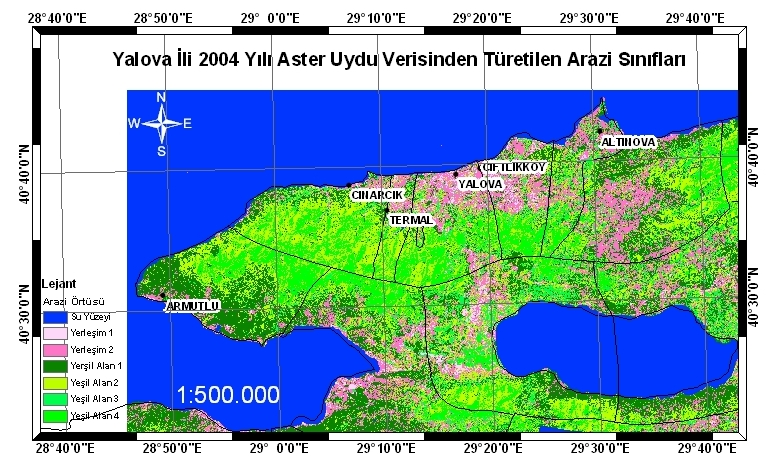 28°40'0"E 28°50'0"E 29°0'0"E 29°10'0"E 29°20'0"E 29°30'0"E 29°40'0"E
Yalova İli 2004 Yılı Aster Uydu Verisinden Türetilen Arazi Sınıfları
N
W E
S
40°40'0"N
40°40'0"N
ALTINOVA
ÇİFTLİKKÖY
YALOVA
ÇINARCIK
TERMAL
ARMUTLU
40°30'0"N
40°30'0"N
Lejant
Arazi Örtüsü
Su Yüzeyi
Yerleşim 1
Yerleşim 2
Yerşil Alan 1
Yeşil Alan 2
Yeşil Alan 3
Yeşil Alan 4
1:500.000
28°40'0"E 28°50'0"E 29°0'0"E 29°10'0"E 29°20'0"E 29°30'0"E 29°40'0"E